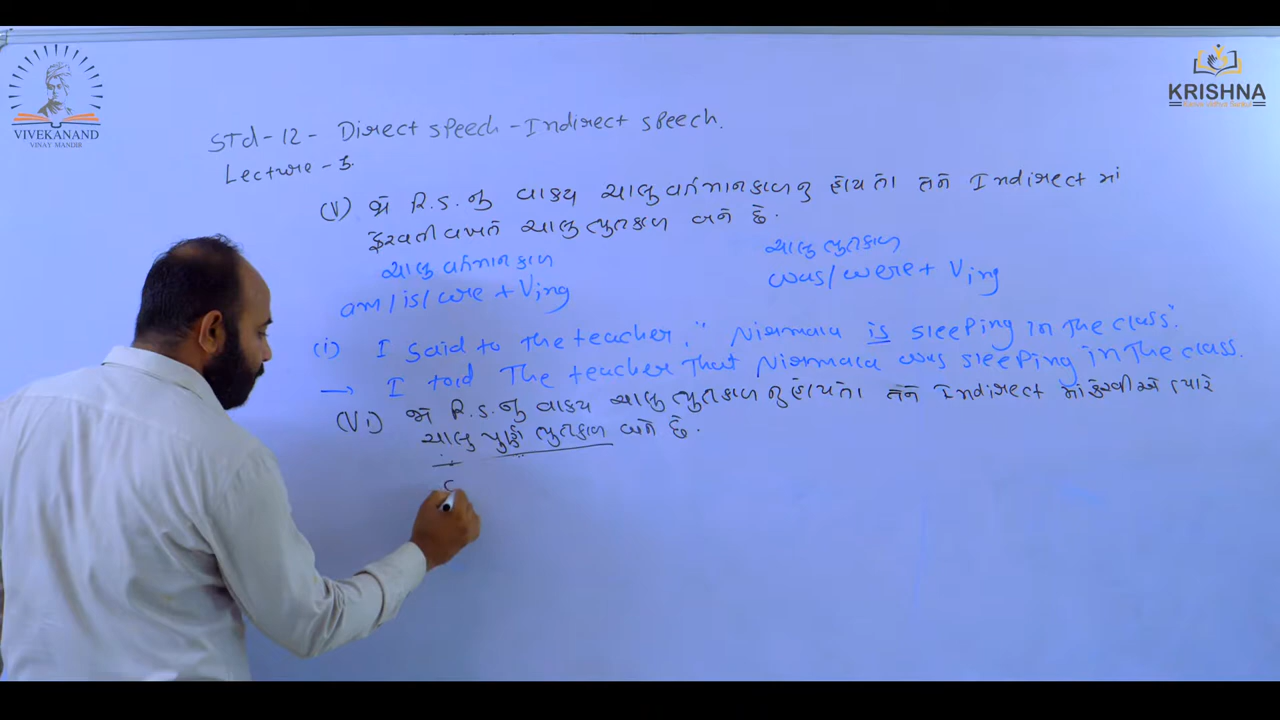 VIVEKANAND
VINAY MANDIR
KRISHNA
STD-12 - Direct speech - Indirect speech.
Lecture - 3.
(V) જો R.S.નું વાકય ચાલુ વર્તમાનકાળનું હોય તો તેને Indirect માં
ફેરવતી વખતે ચાલુ ભુતકાળ બને છે.
ચાલુ વર્તમાન કાળ
ચાલુ ભુતકાળ
am / is / are + Ving
was/were + Ving
(i) I said to the teacher, "Nirmala is sleeping in the class".
→ I told The teacher that Nirmala was sleeping in the class.
(Vi) જો R.S.નું વાકય ચાલુ ભુતકાળનું હોય તો તેને Indirect માં ફેરવીએ ત્યારે
ચાલુ પુર્ણ ભુતકાળ બને છે.